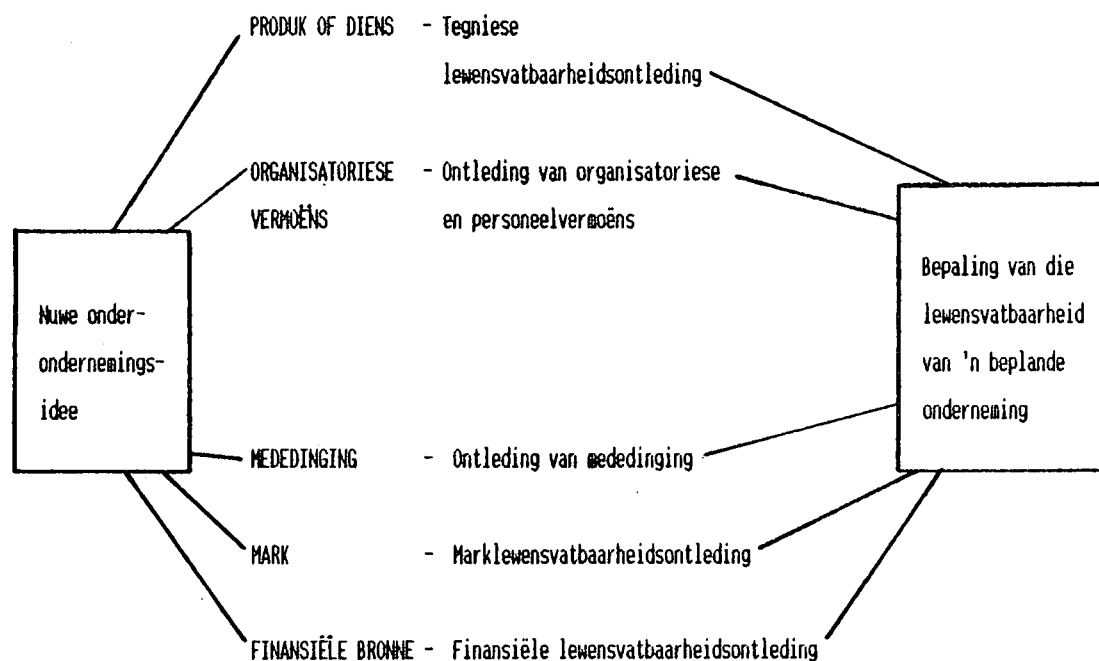 PRODUK OF DIENS - Tegniese
lewensvatbaarheidsontleding
ORGANISATORIESE - Ontleding van organisatoriese
VERMOËNS en personeelvermoëns
Nuwe onder-
ondernemings-
idee
Bepaling van die
lewensvatbaarheid
van 'n beplande
onderneming
MEDEDINGING - Ontleding van mededinging
MARK - Marklewensvatbaarheidsontleding
FINANSIËLE BRONNE - Finansiële lewensvatbaarheidsontleding